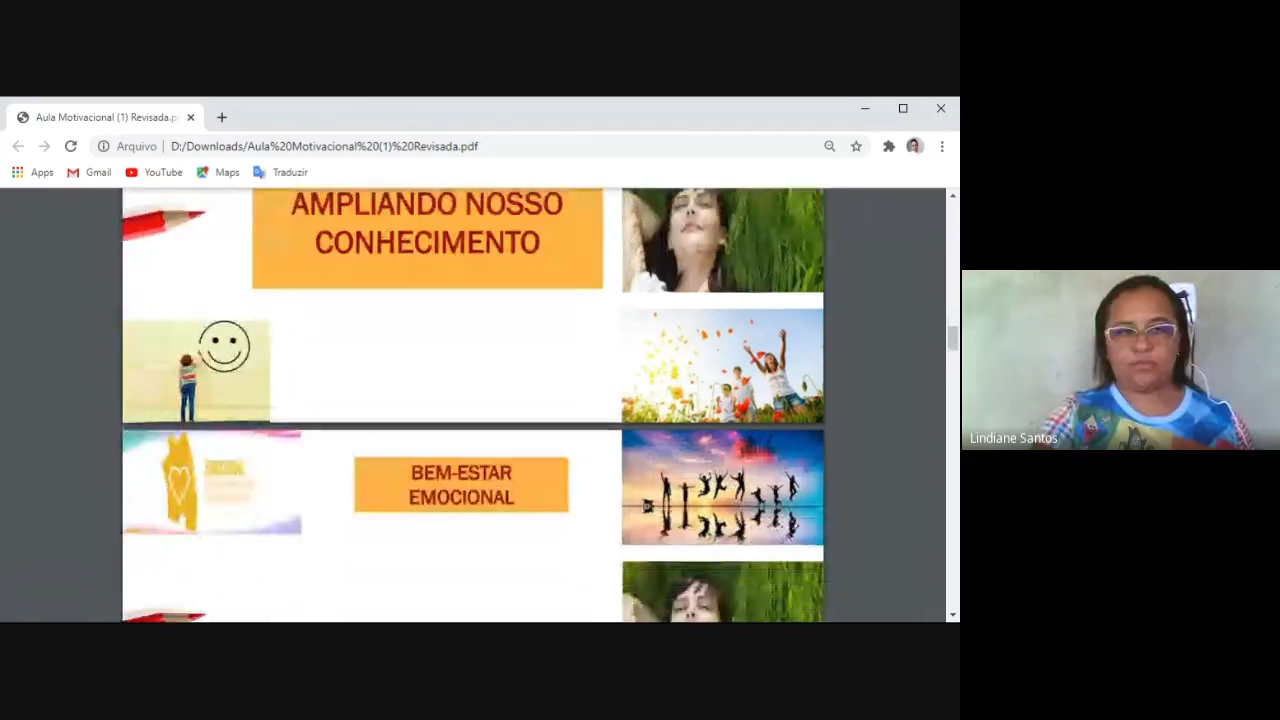 Aula Motivacional (1) Revisada.p
Arquivo
D:/Downloads/Aula%20Motivacional%20(1)%20Revisada.pdf
Apps
Gmail
YouTube
Maps
Traduzir
AMPLIANDO NOSSO
CONHECIMENTO
BEM-ESTAR
EMOCIONAL
Lindiane Santos